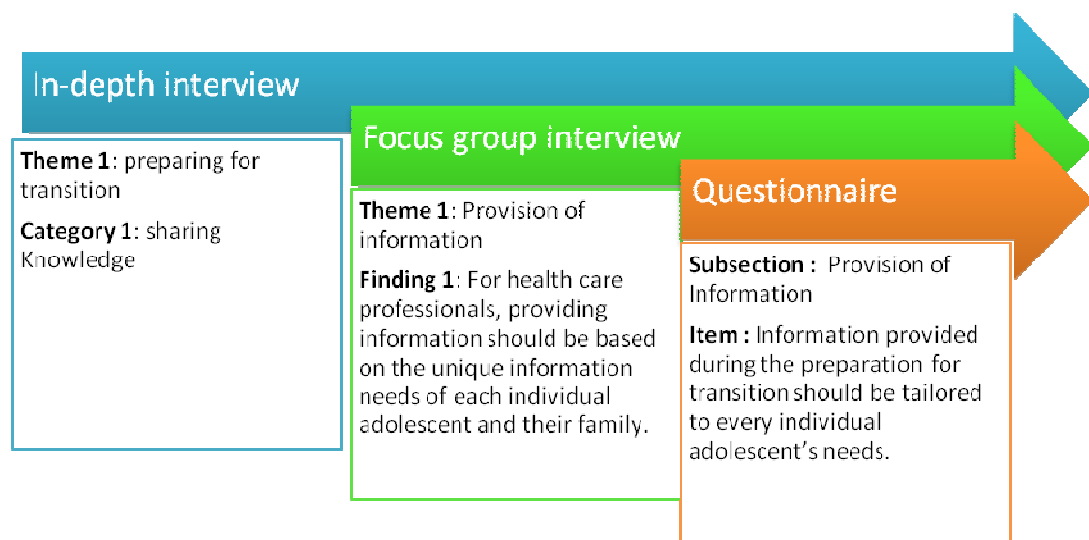 In-depth interview
Theme 1: preparing for
transition
Category 1: sharing
Knowledge
Focus group interview
Theme 1: Provision of
information
Finding 1: For health care
professionals, providing
information should be based
on the unique information
needs of each individual
adolescent and their family.
Questionnaire
Subsection : Provision of
Information
Item : Information provided
during the preparation for
transition should be tailored
to every individual
adolescent’s needs.